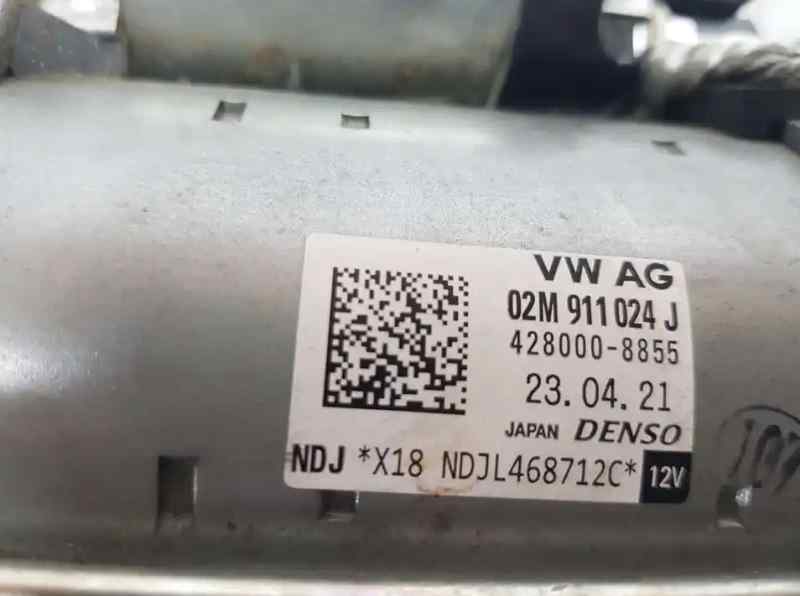 VW AG
02M 911 024 J
428000-8855
23.04.21
JAPAN DENSO
NDJ *X18 NDJL468712C* 12V